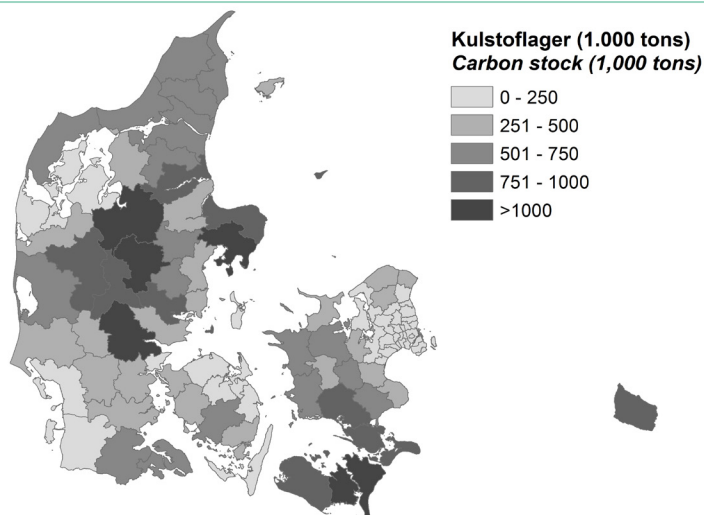 Kulstoflager (1.000 tons)
Carbon stock (1,000 tons)
0 - 250
251 - 500
501 - 750
751 - 1000
>1000